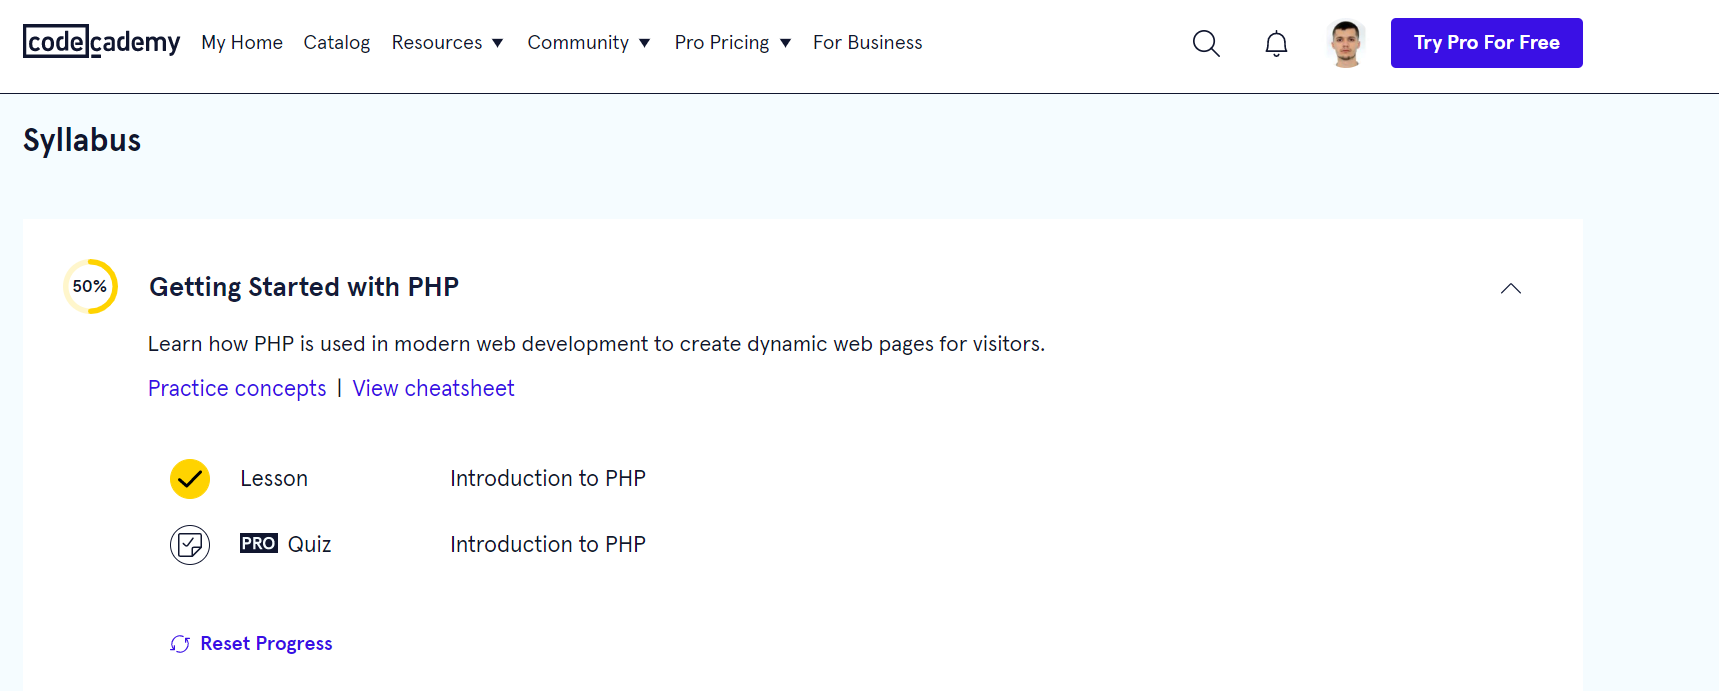 codecademy My Home Catalog Resources Community Pro Pricing For Business Try Pro For Free
Syllabus
50% Getting Started with PHP
Learn how PHP is used in modern web development to create dynamic web pages for visitors.
Practice concepts | View cheatsheet
Lesson Introduction to PHP
PRO Quiz Introduction to PHP
Reset Progress